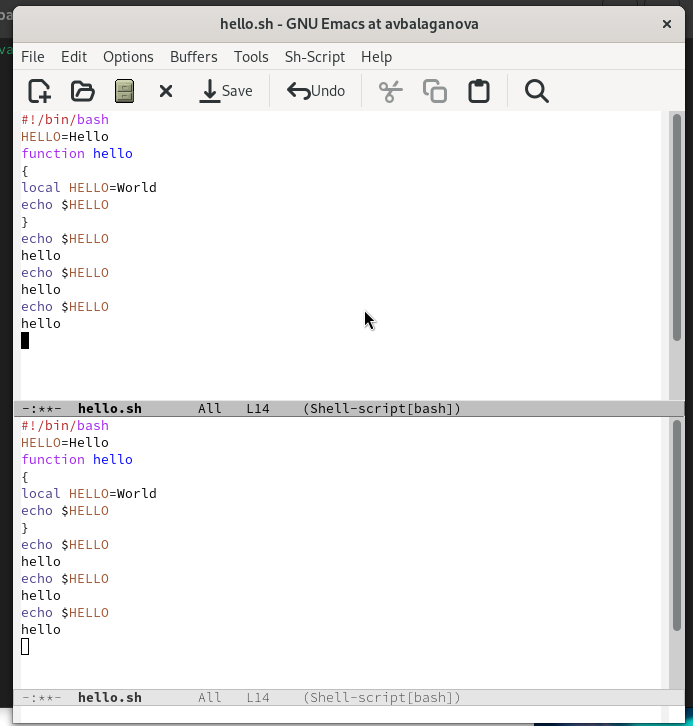 hello.sh - GNU Emacs at avbalaganova
File Edit Options Buffers Tools Sh-Script Help
Save Undo
#!/bin/bash
HELLO=Hello
function hello
{
local HELLO=World
echo $HELLO
}
echo $HELLO
hello
echo $HELLO
hello
echo $HELLO
hello
-:**- hello.sh All L14 (Shell-script[bash])
#!/bin/bash
HELLO=Hello
function hello
{
local HELLO=World
echo $HELLO
}
echo $HELLO
hello
echo $HELLO
hello
echo $HELLO
hello
-:**- hello.sh All L14 (Shell-script[bash])